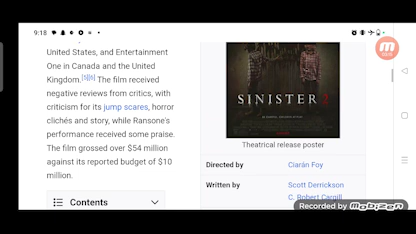 9:18
United States, and Entertainment
One in Canada and the United
Kingdom.[5][6] The film received
negative reviews from critics, with
criticism for its jump scares, horror
clichés and story, while Ransone's
performance received some praise.
The film grossed over $54 million
against its reported budget of $10
million.
Contents
SINISTER 2
Theatrical release poster
Directed by
Ciarán Foy
Written by
Scott Derrickson
C. Robert Cargill
Recorded by Mobizen